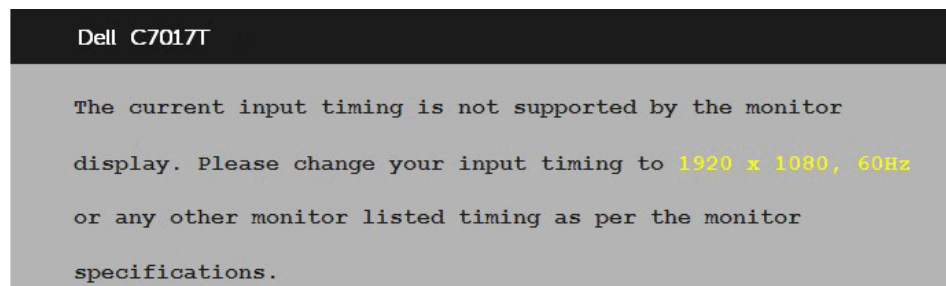 Dell C7017T
The current input timing is not supported by the monitor
display. Please change your input timing to 1920 x 1080, 60Hz
or any other monitor listed timing as per the monitor
specifications.